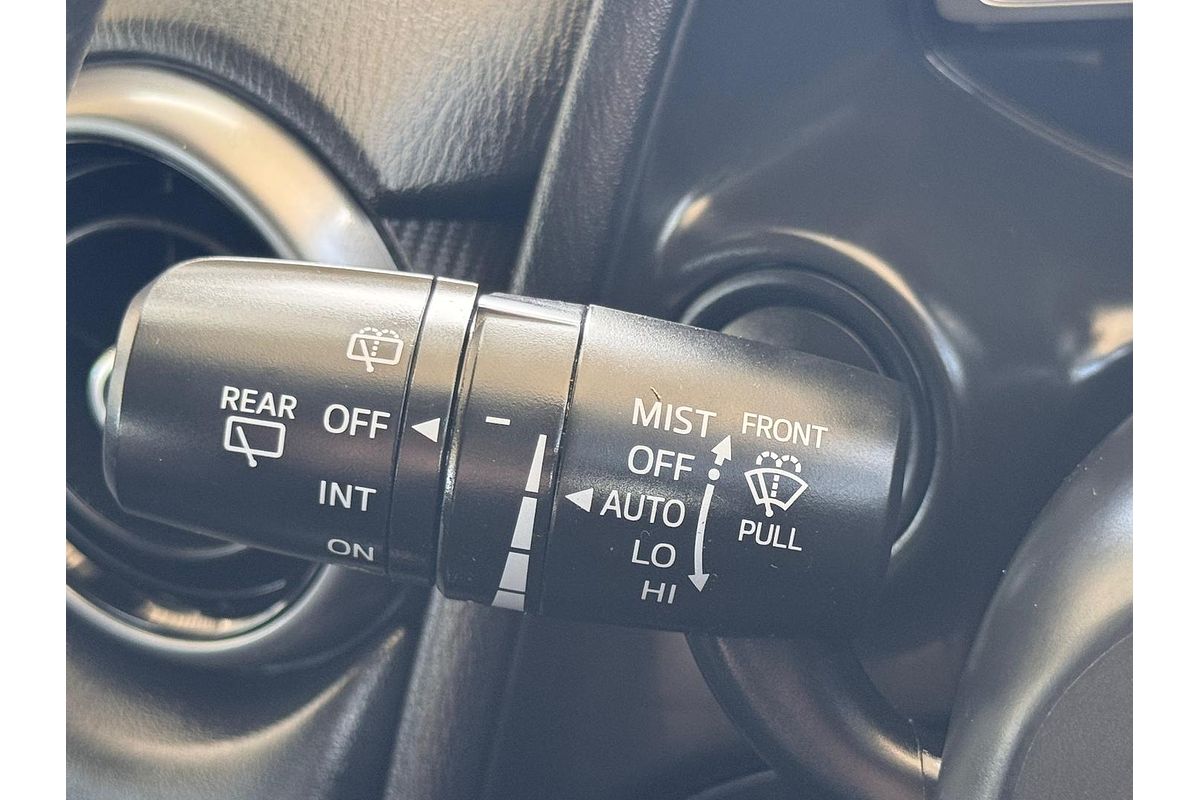 REAR
OFF
INT
ON
MIST
OFF
AUTO
LO
HI
FRONT
PULL